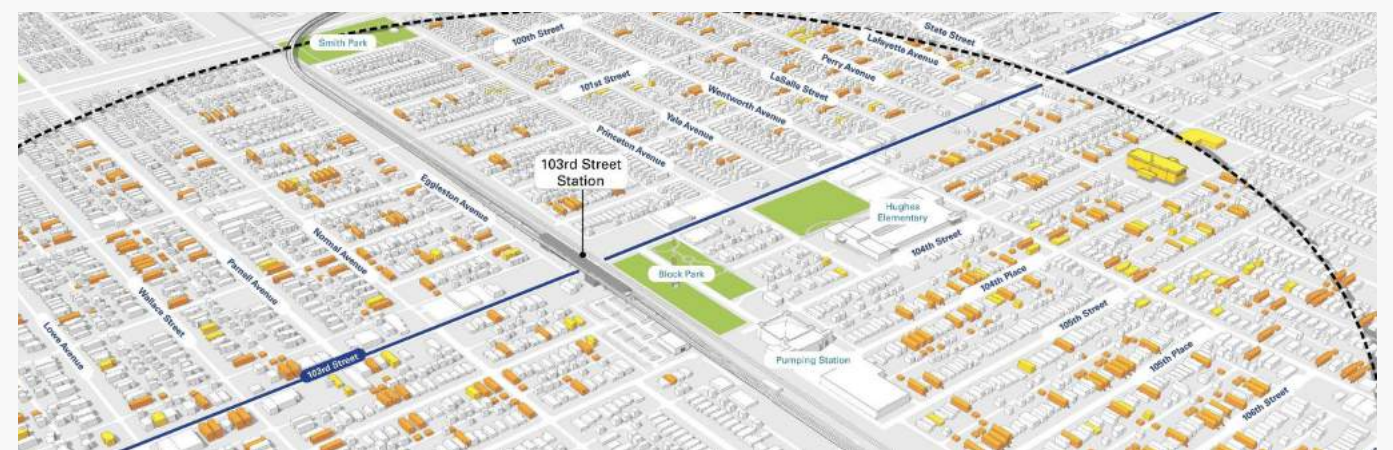 Smith Park
100th Street
State Street
Lafayette Avenue
Perry Avenue
LaSalle Street
101st Street
Wentworth Avenue
Yale Avenue
Princeton Avenue
103rd Street
Station
Eggleston Avenue
Hughes
Elementary
104th Street
Normal Avenue
Block Park
104th Place
Parnell Avenue
Wallace Street
105th Street
Lowe Avenue
103rd Street
Pumping Station
105th Place
106th Street